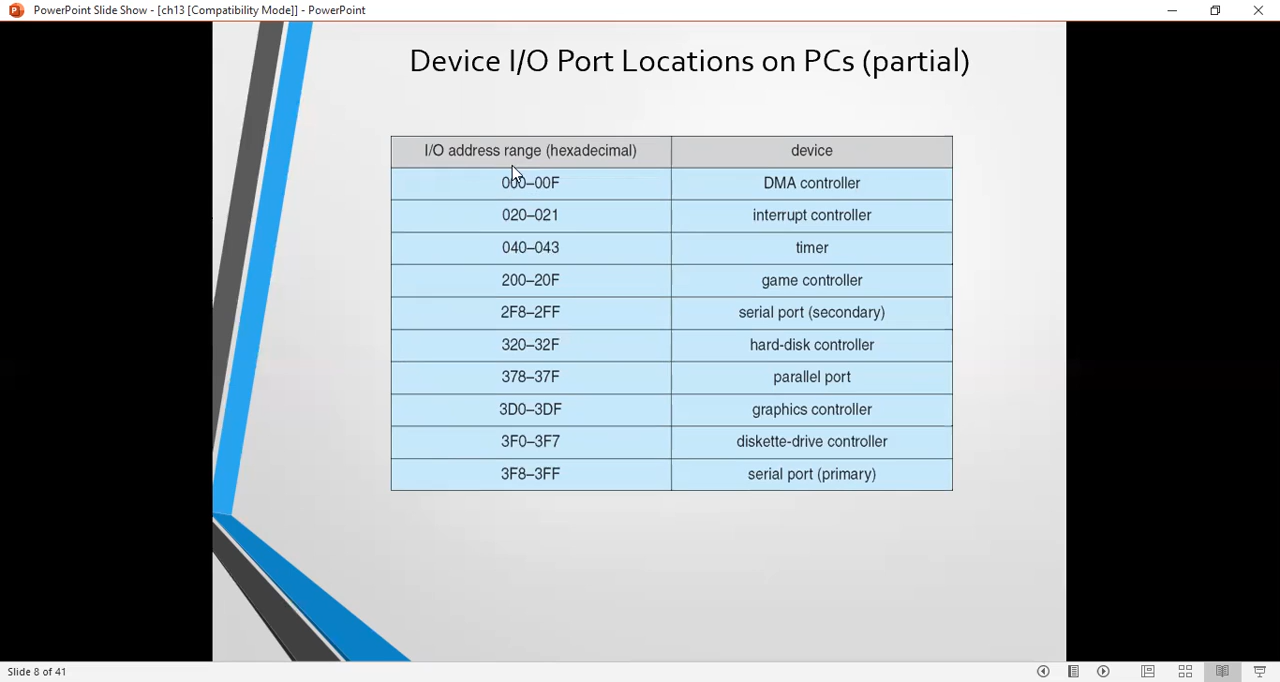 PowerPoint Slide Show - [ch13 [Compatibility Mode]] - PowerPoint
Device I/O Port Locations on PCs (partial)
I/O address range (hexadecimal) device
000–00F DMA controller
020–021 interrupt controller
040–043 timer
200–20F game controller
2F8–2FF serial port (secondary)
320–32F hard-disk controller
378–37F parallel port
3D0–3DF graphics controller
3F0–3F7 diskette-drive controller
3F8–3FF serial port (primary)
Slide 8 of 41